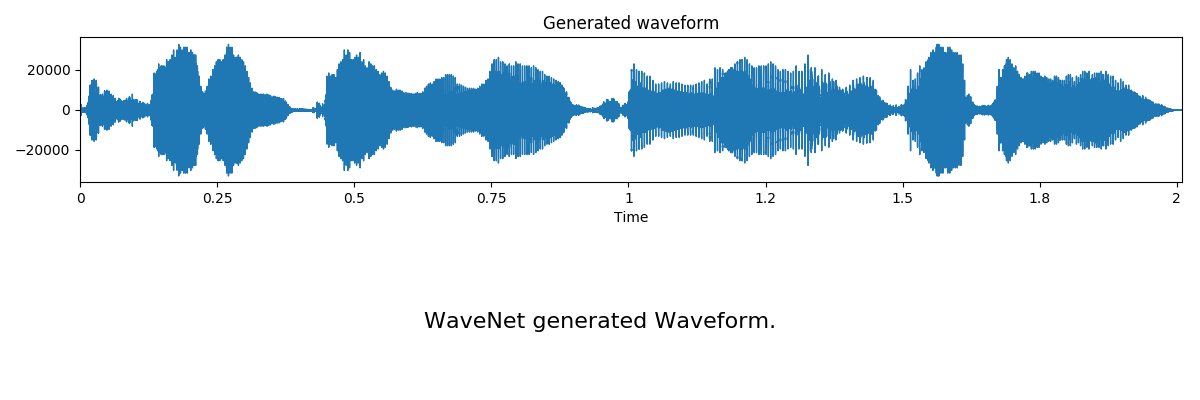 Generated waveform
20000
0
−20000
0 0.25 0.5 0.75 1 1.2 1.5 1.8 2
Time
WaveNet generated Waveform.